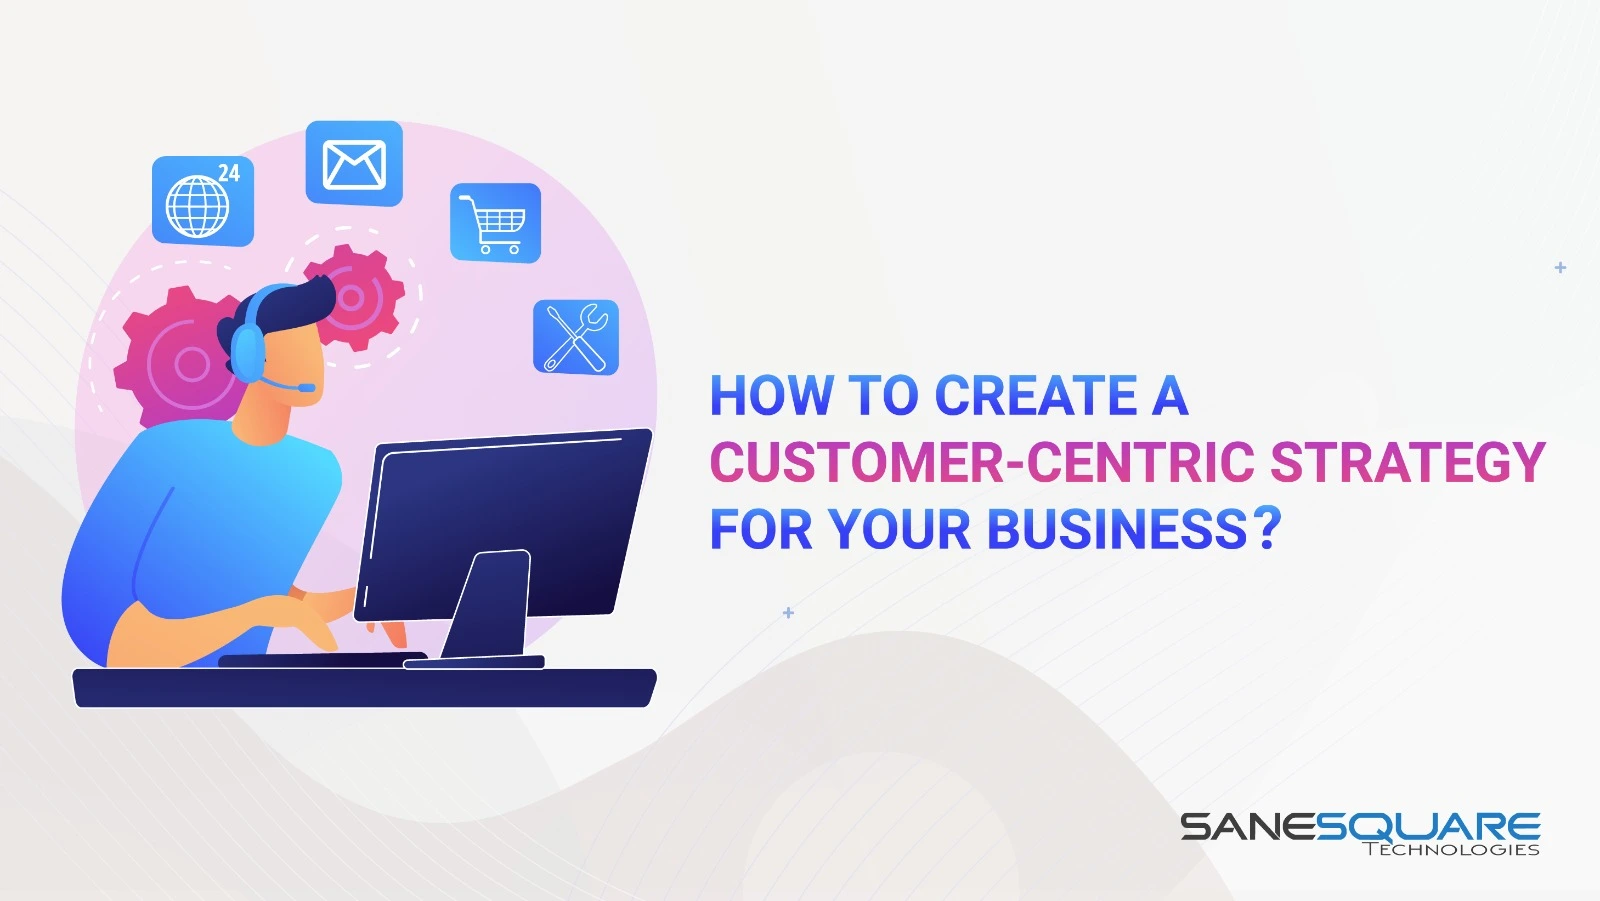 24
HOW TO CREATE A
CUSTOMER-CENTRIC STRATEGY
FOR YOUR BUSINESS?
SANESQUARE
TECHNOLOGIES